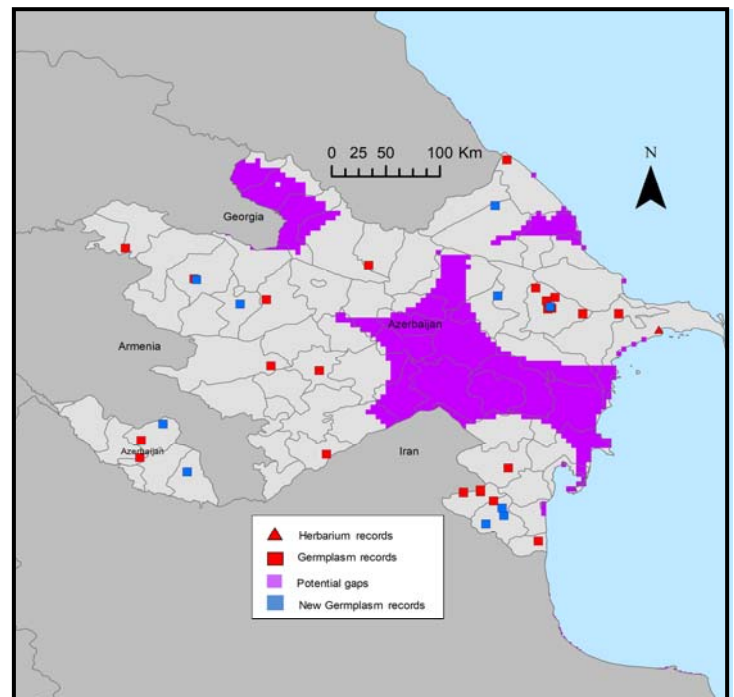 0 25 50 100 Km
N
Georgia
Azerbaijan
Armenia
Azerbaijan
Iran
Herbarium records
Germplasm records
Potential gaps
New Germplasm records